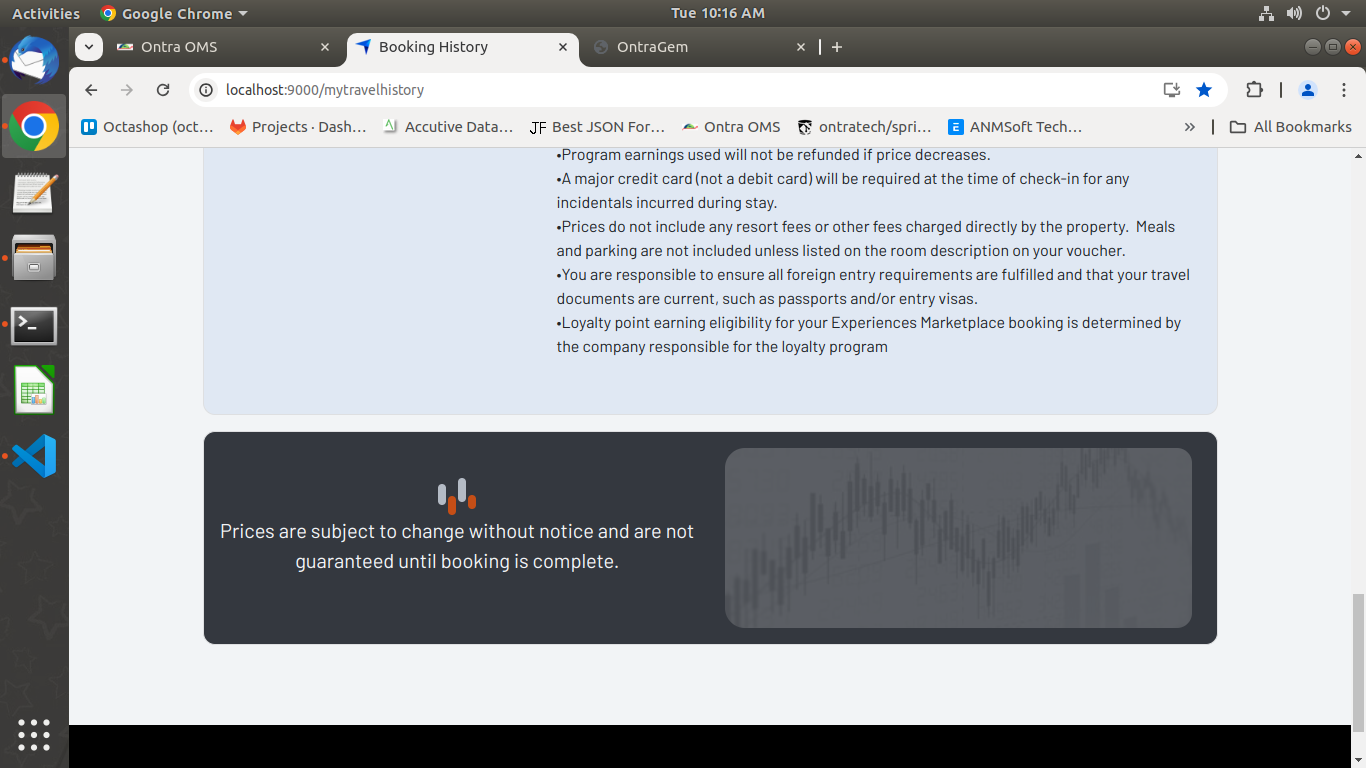 Activities
Google Chrome
Tue 10:16 AM
Ontra OMS
Booking History
OntraGem
localhost:9000/mytravelhistory
Octashop (oct…
Projects · Dash…
Accutive Data…
JF Best JSON For…
Ontra OMS
ontratech/spri…
E ANMSoft Tech…
»
All Bookmarks
•Program earnings used will not be refunded if price decreases.
•A major credit card (not a debit card) will be required at the time of check-in for any
incidentals incurred during stay.
•Prices do not include any resort fees or other fees charged directly by the property. Meals
and parking are not included unless listed on the room description on your voucher.
•You are responsible to ensure all foreign entry requirements are fulfilled and that your travel
documents are current, such as passports and/or entry visas.
•Loyalty point earning eligibility for your Experiences Marketplace booking is determined by
the company responsible for the loyalty program
Prices are subject to change without notice and are not
guaranteed until booking is complete.